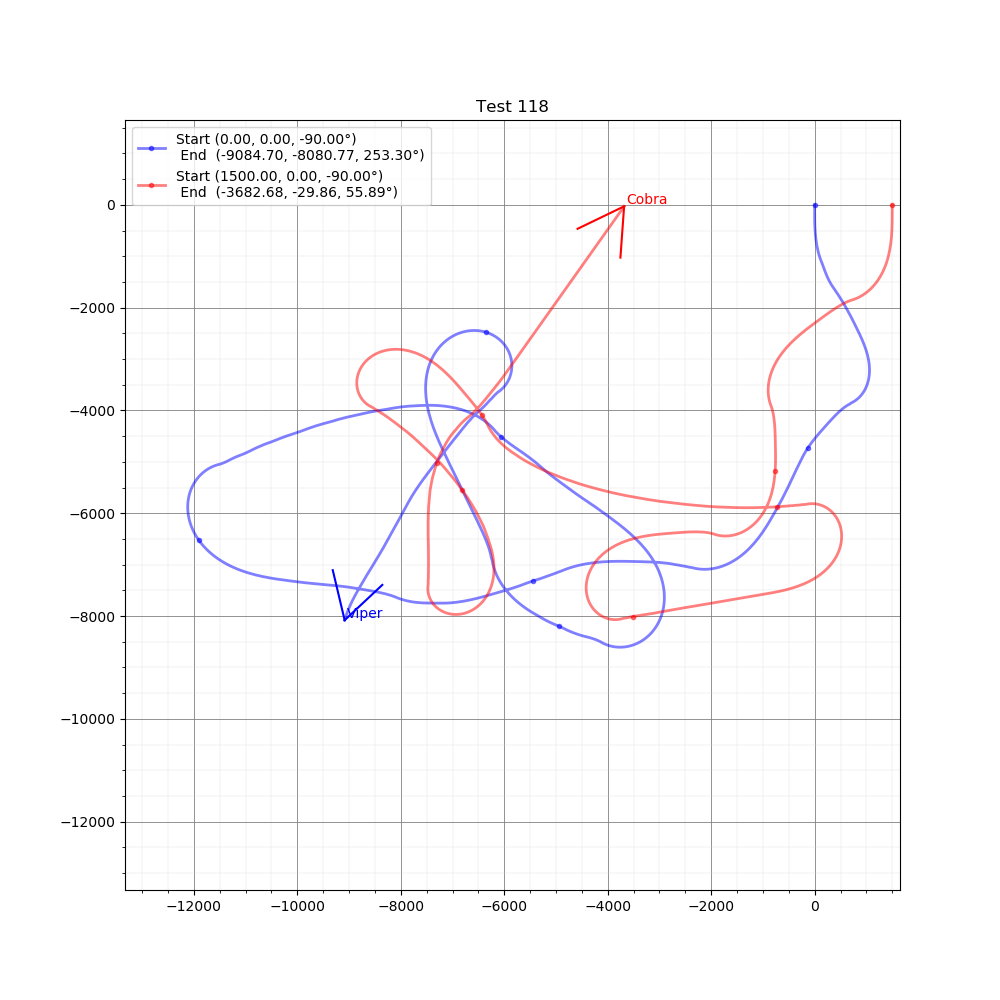 Test 118
Start (0.00, 0.00, -90.00°)
End (-9084.70, -8080.77, 253.30°)
Start (1500.00, 0.00, -90.00°)
End (-3682.68, -29.86, 55.89°)
Cobra
Viper
0
−2000
−4000
−6000
−8000
−10000
−12000
−12000 −10000 −8000 −6000 −4000 −2000 0